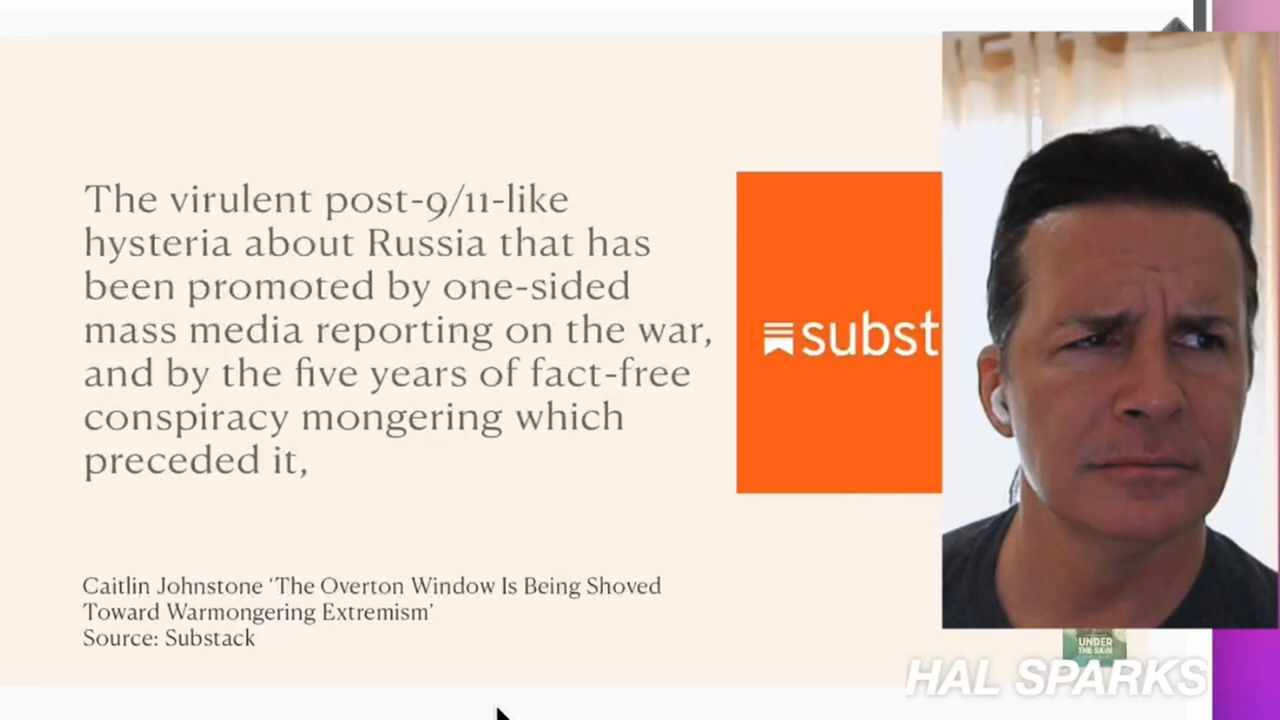 The virulent post-9/11-like
hysteria about Russia that has
been promoted by one-sided
mass media reporting on the war,
and by the five years of fact-free
conspiracy mongering which
preceded it,
subst
Caitlin Johnstone ‘The Overton Window Is Being Shoved
Toward Warmongering Extremism’
Source: Substack
UNDER
THE SKIN
HAL SPARKS